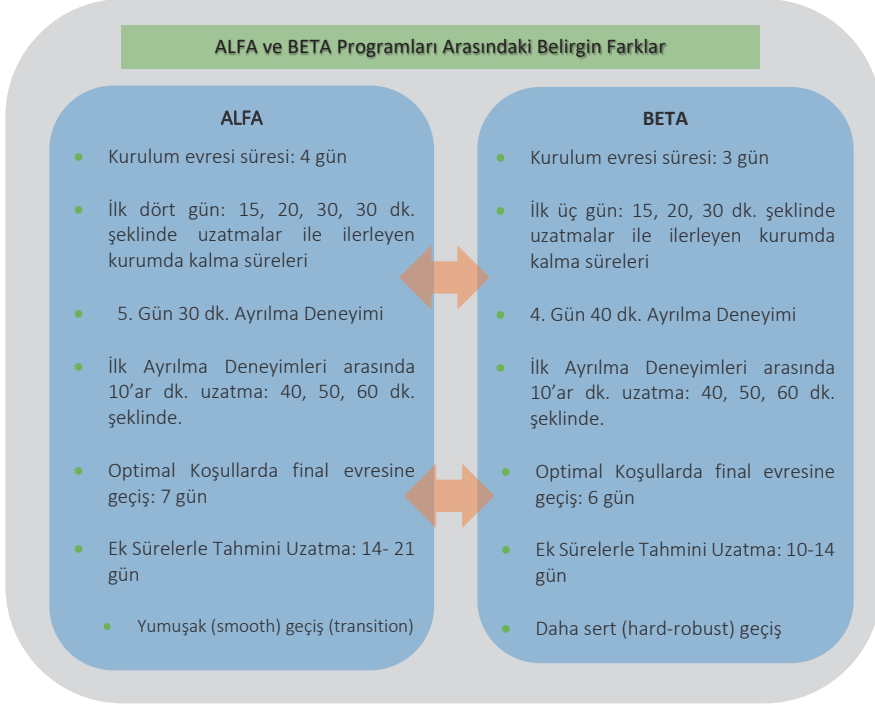 ALFA ve BETA Programları Arasındaki Belirgin Farklar
ALFA
• Kurulum evresi süresi: 4 gün
• İlk dört gün: 15, 20, 30, 30 dk.
şeklinde uzatmalar ile ilerleyen
kurumda kalma süreleri
• 5. Gün 30 dk. Ayrılma Deneyimi
• İlk Ayrılma Deneyimleri arasında
10’ar dk. uzatma: 40, 50, 60 dk.
şeklinde.
• Optimal Koşullarda final evresine
geçiş: 7 gün
• Ek Sürelerle Tahmini Uzatma: 14- 21
gün
• Yumuşak (smooth) geçiş (transition)
BETA
• Kurulum evresi süresi: 3 gün
• İlk üç gün: 15, 20, 30 dk. şeklinde
uzatmalar ile ilerleyen kurumda
kalma süreleri
• 4. Gün 40 dk. Ayrılma Deneyimi
• İlk Ayrılma Deneyimleri arasında
10’ar dk. uzatma: 40, 50, 60 dk.
şeklinde.
• Optimal Koşullarda final evresine
geçiş: 6 gün
• Ek Sürelerle Tahmini Uzatma: 10-14
gün
• Daha sert (hard-robust) geçiş